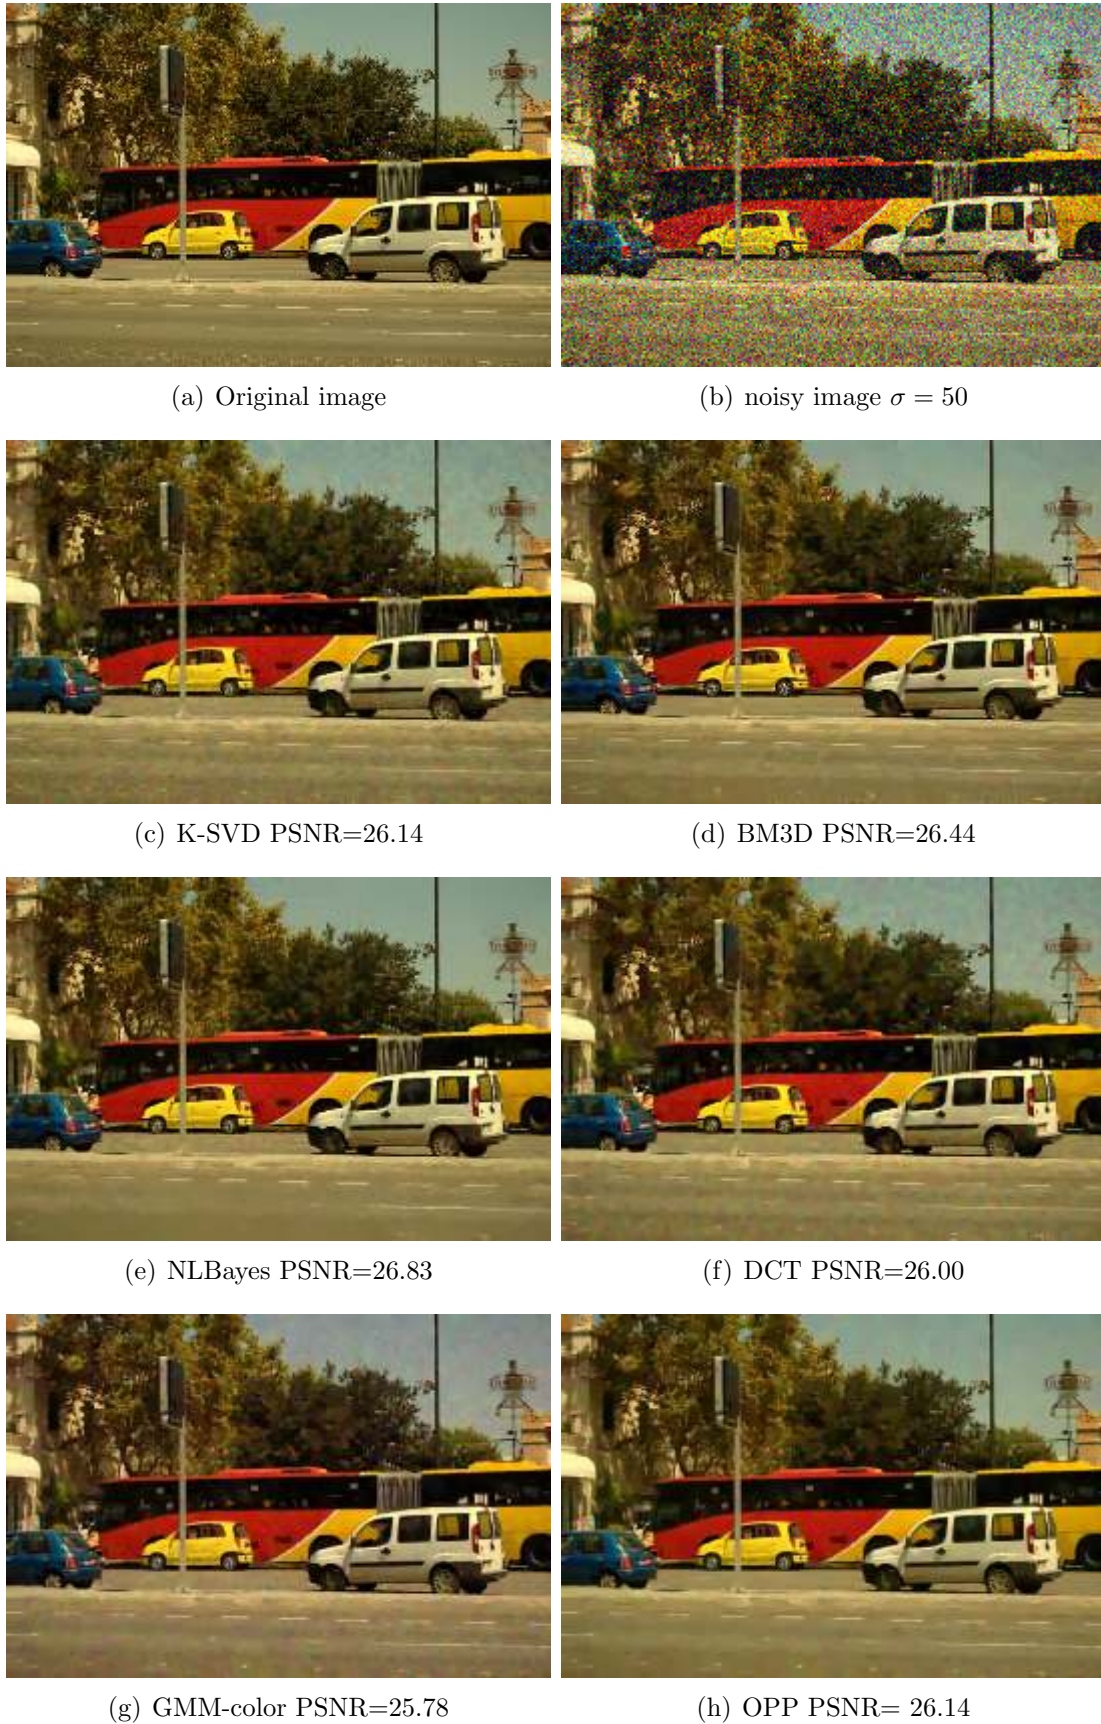 (a) Original image
(b) noisy image σ = 50
(c) K-SVD PSNR=26.14
(d) BM3D PSNR=26.44
(e) NLBayes PSNR=26.83
(f) DCT PSNR=26.00
(g) GMM-color PSNR=25.78
(h) OPP PSNR= 26.14